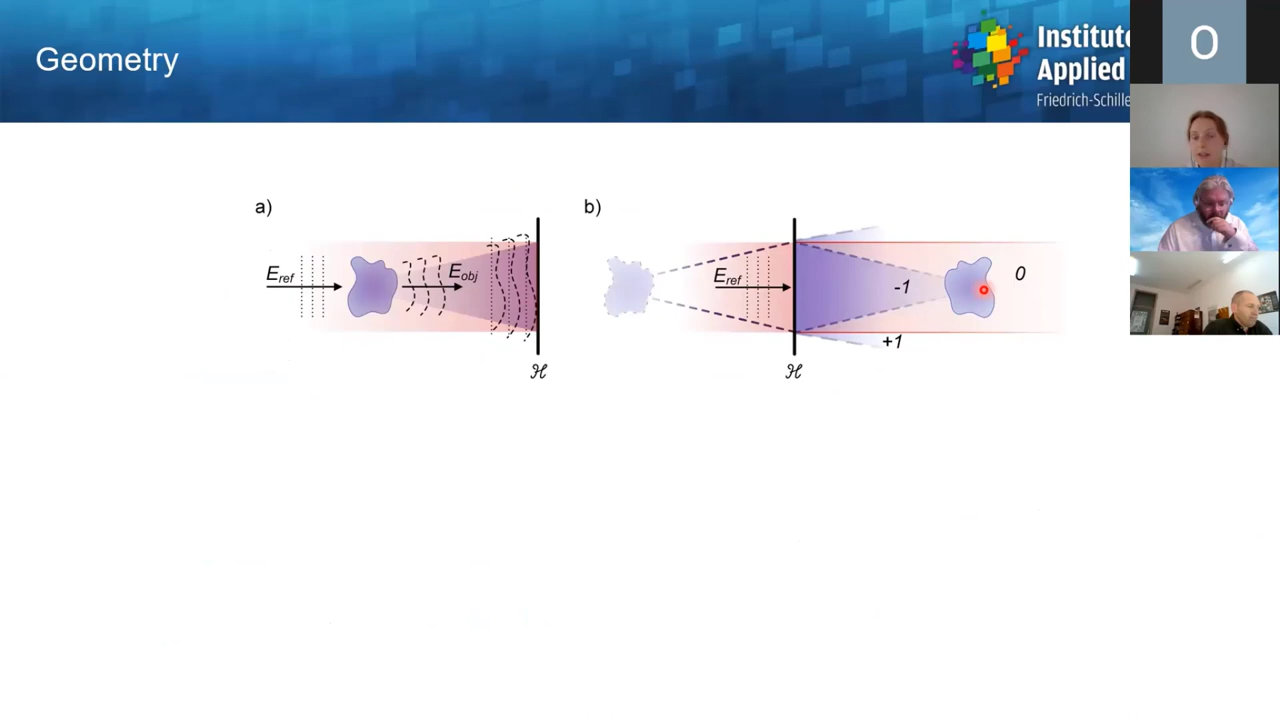 Geometry
Institute
Applied
Friedrich-Schille
O
a)
b)
E_ref
E_obj
E_ref
-1
0
+1
ℋ
ℋ